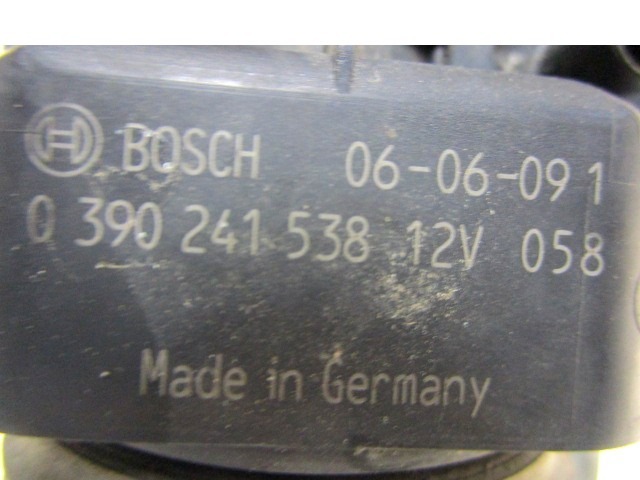 BOSCH 06-06-09 1
0 390 241 538 12V 058
Made in Germany